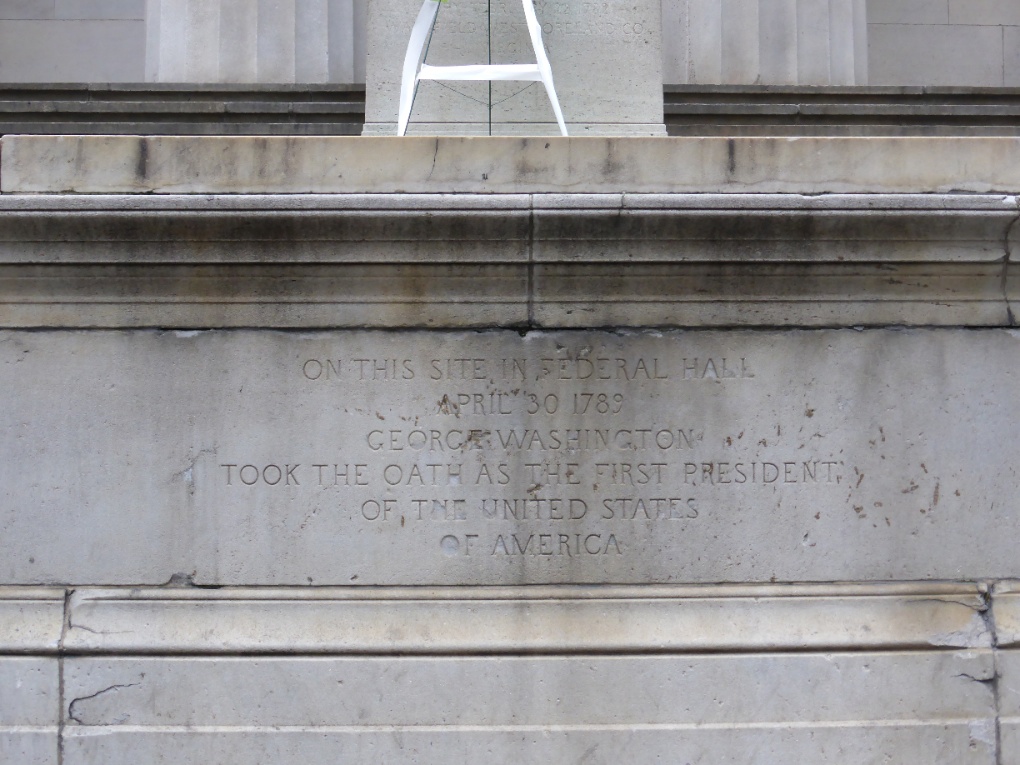 ON THIS SITE IN FEDERAL HALL
APRIL 30 1789
GEORGE WASHINGTON
TOOK THE OATH AS THE FIRST PRESIDENT
OF THE UNITED STATES
OF AMERICA